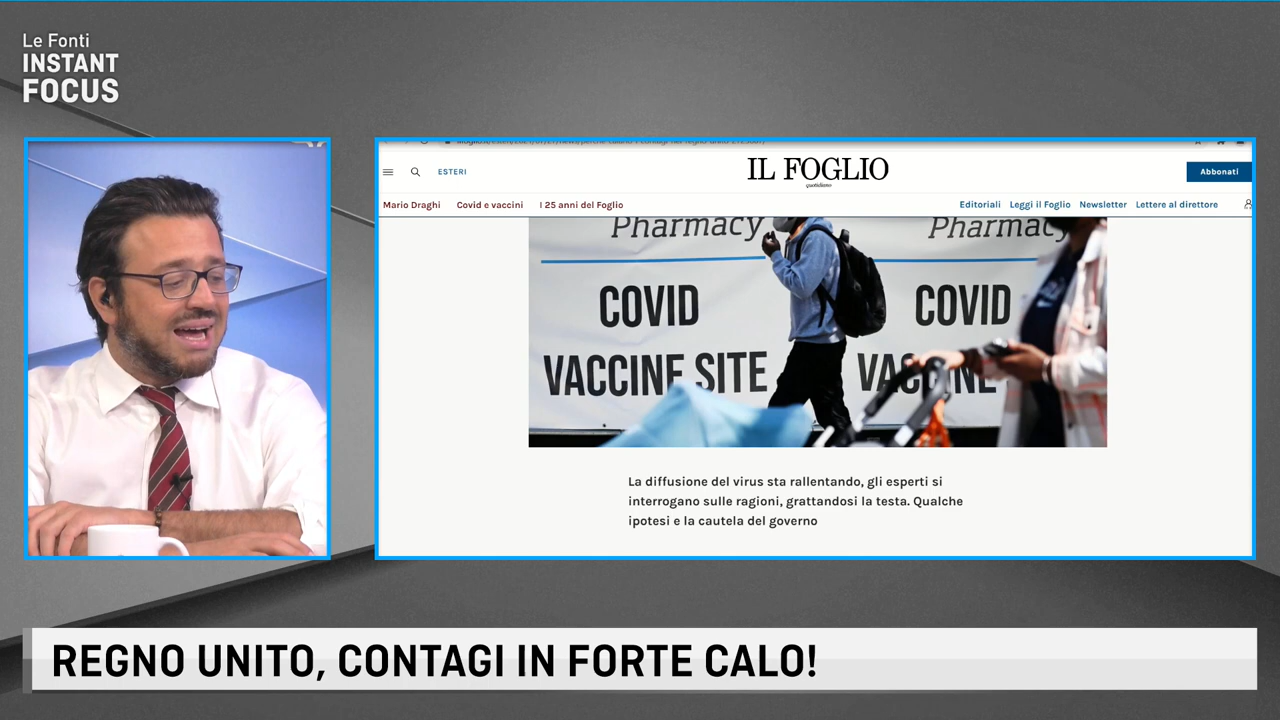 Le Fonti
INSTANT
FOCUS
ESTERI
IL FOGLIO
quotidiano
Abbonati
Mario Draghi Covid e vaccini I 25 anni del Foglio
Editoriali Leggi il Foglio Newsletter Lettere al direttore
Pharmacy Pharmacy
COVID COVID
VACCINE SITE VACCINE
La diffusione del virus sta rallentando, gli esperti si
interrogano sulle ragioni, grattandosi la testa. Qualche
ipotesi e la cautela del governo
REGNO UNITO, CONTAGI IN FORTE CALO!